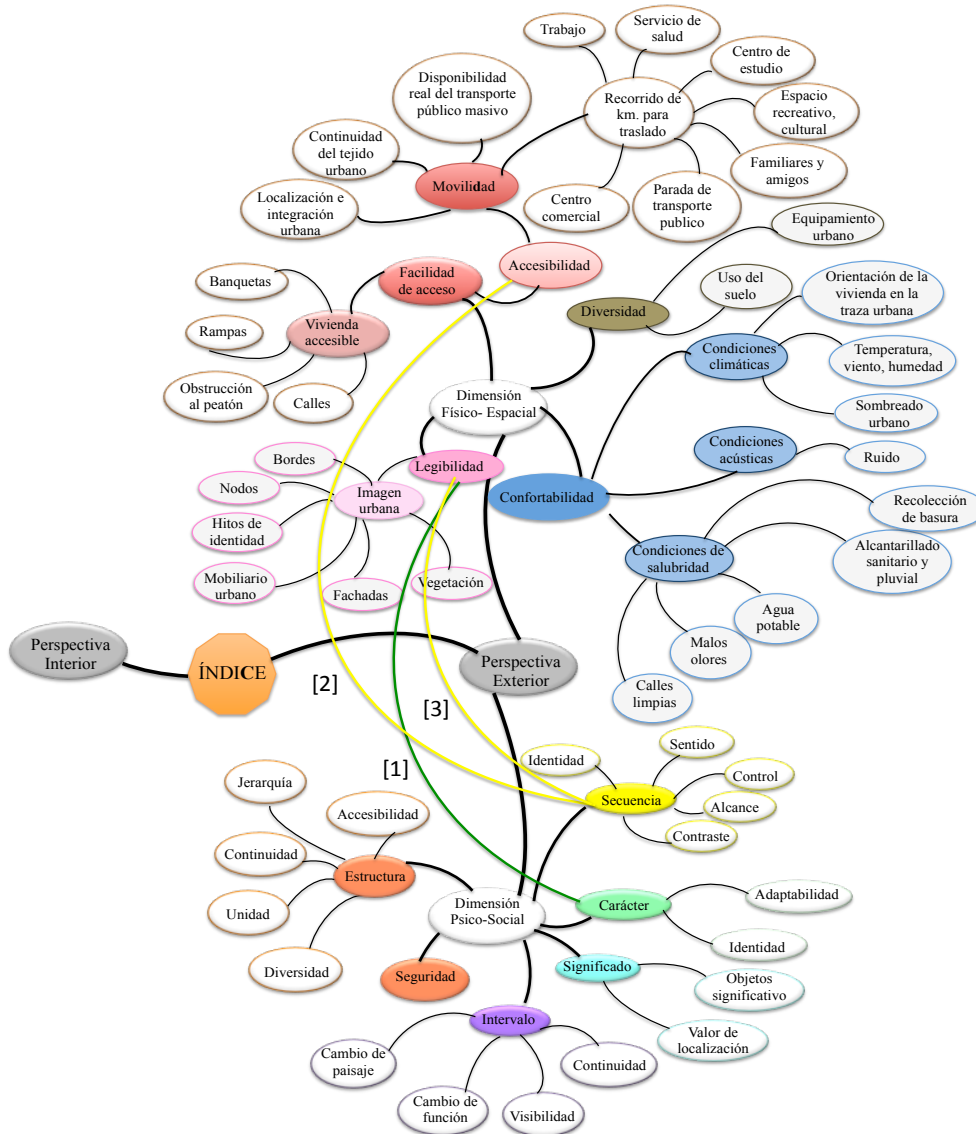 Trabajo
Servicio de
salud
Centro de
estudio
Disponibilidad
real del transporte
público masivo
Recorrido de
km. para
traslado
Espacio
recreativo,
cultural
Continuidad
del tejido
urbano
Familiares y
amigos
Movilidad
Localización e
integración
urbana
Centro
comercial
Parada de
transporte
publico
Equipamiento
urbano
Accesibilidad
Facilidad
de acceso
Banquetas
Uso del
suelo
Orientación de la
vivienda en la
traza urbana
Diversidad
Rampas
Vivienda
accesible
Condiciones
climáticas
Temperatura,
viento, humedad
Obstrucción
al peatón
Calles
Dimensión
Físico- Espacial
Sombreado
urbano
Bordes
Legibilidad
Condiciones
acústicas
Ruido
Nodos
Imagen
urbana
Confortabilidad
Recolección
de basura
Hitos de
identidad
Condiciones
de salubridad
Alcantarillado
sanitario y
pluvial
Mobiliario
urbano
Fachadas
Vegetación
Agua
potable
Malos
olores
Perspectiva
Interior
ÍNDICE
Perspectiva
Exterior
[2]
[3]
Calles
limpias
[1]
Identidad
Sentido
Control
Jerarquía
Secuencia
Alcance
Accesibilidad
Contraste
Continuidad
Estructura
Adaptabilidad
Unidad
Dimensión
Psico-Social
Carácter
Identidad
Diversidad
Seguridad
Significado
Objetos
significativo
Intervalo
Valor de
localización
Cambio de
paisaje
Continuidad
Cambio de
función
Visibilidad